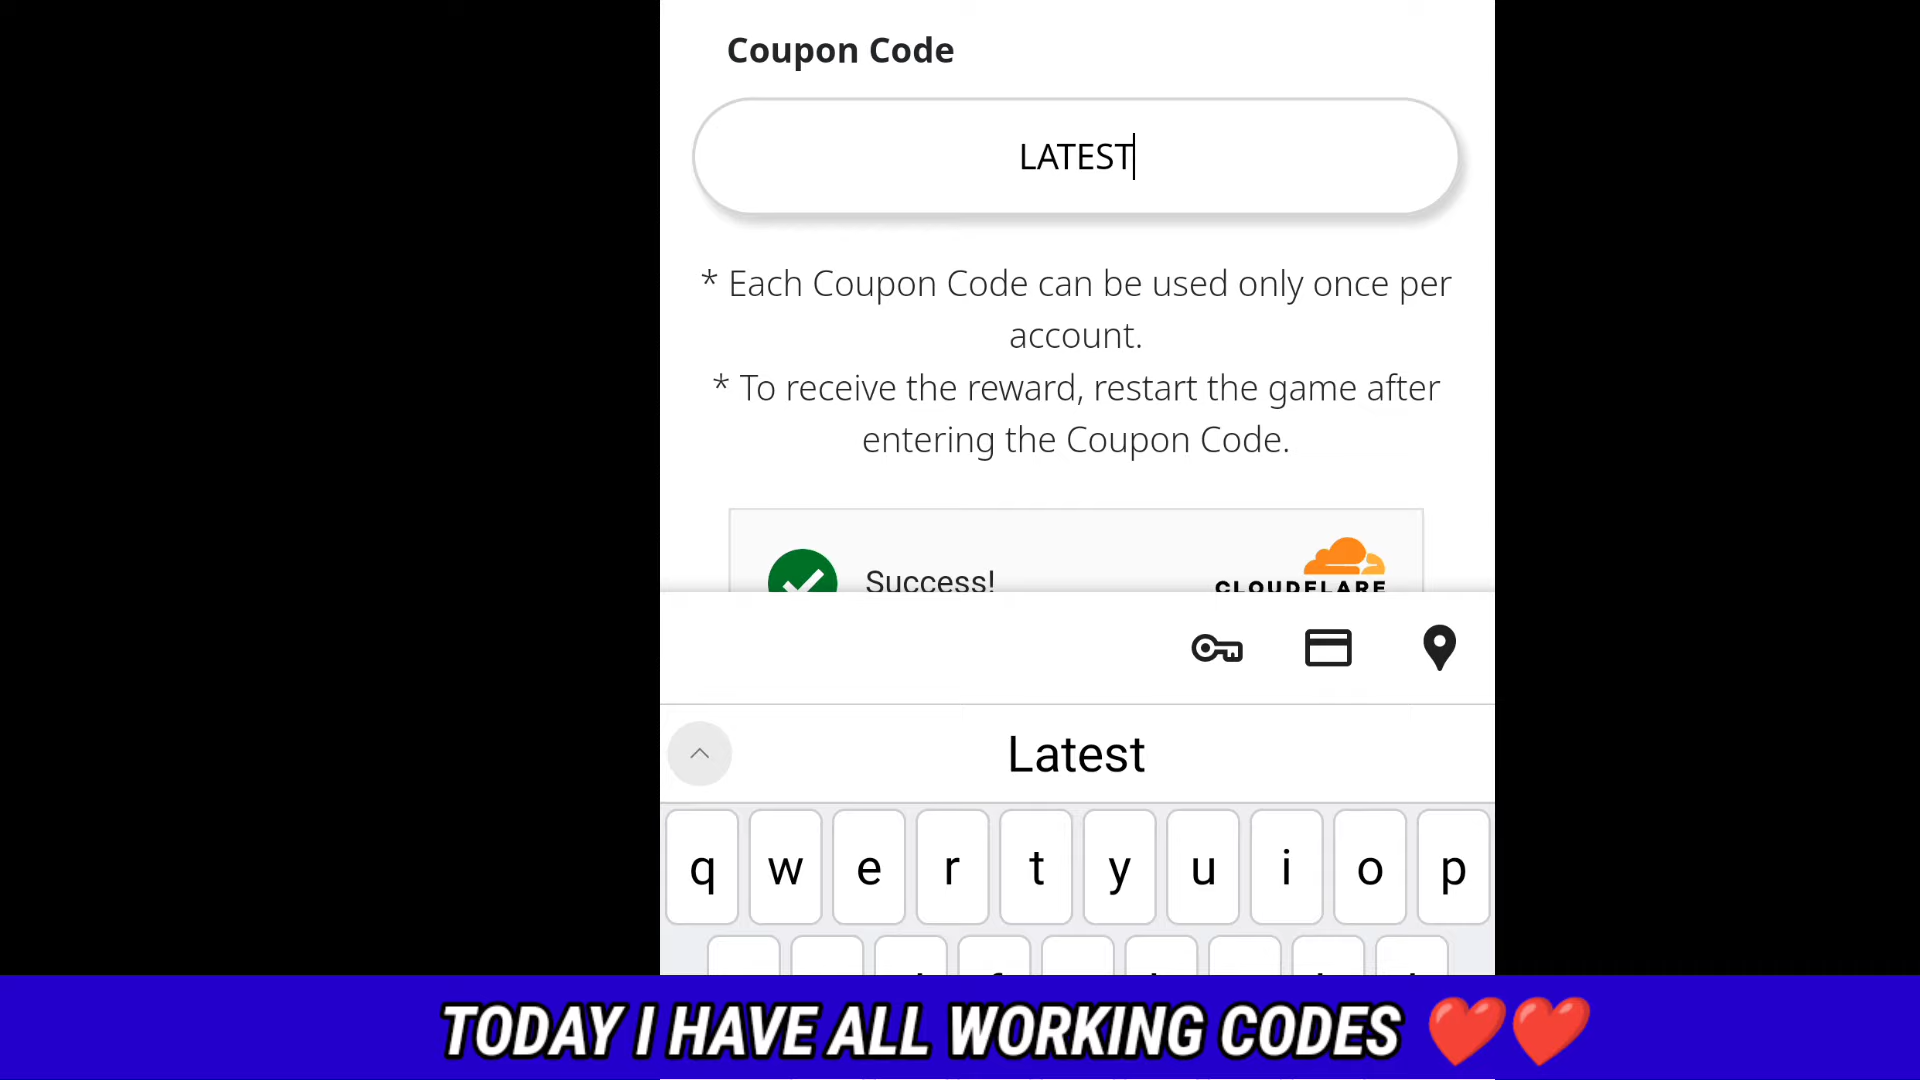 Coupon Code
LATEST
* Each Coupon Code can be used only once per
account.
* To receive the reward, restart the game after
entering the Coupon Code.
Success!
CLOUDFLARE
Latest
q w e r t y u i o p
TODAY I HAVE ALL WORKING CODES ❤️❤️